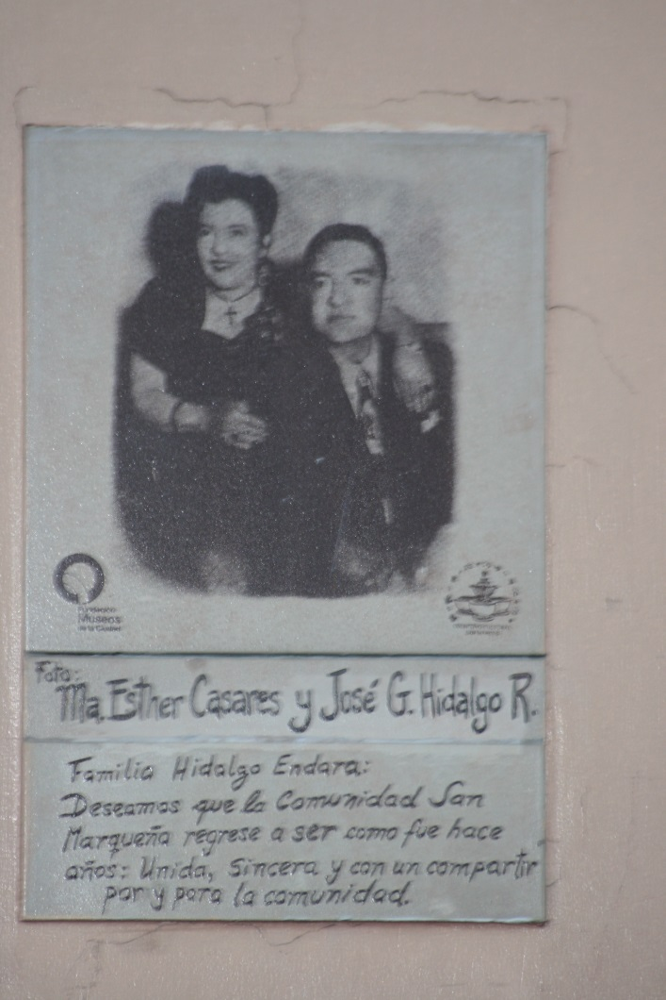 Fundación
Museos
de la Ciudad
Foto:
Ma. Esther Casares y José G. Hidalgo R.
Familia Hidalgo Endara:
Deseamos que la Comunidad San
Marqueña regrese a ser como fue hace
años: Unida, Sincera y con un compartir
por y para la comunidad.